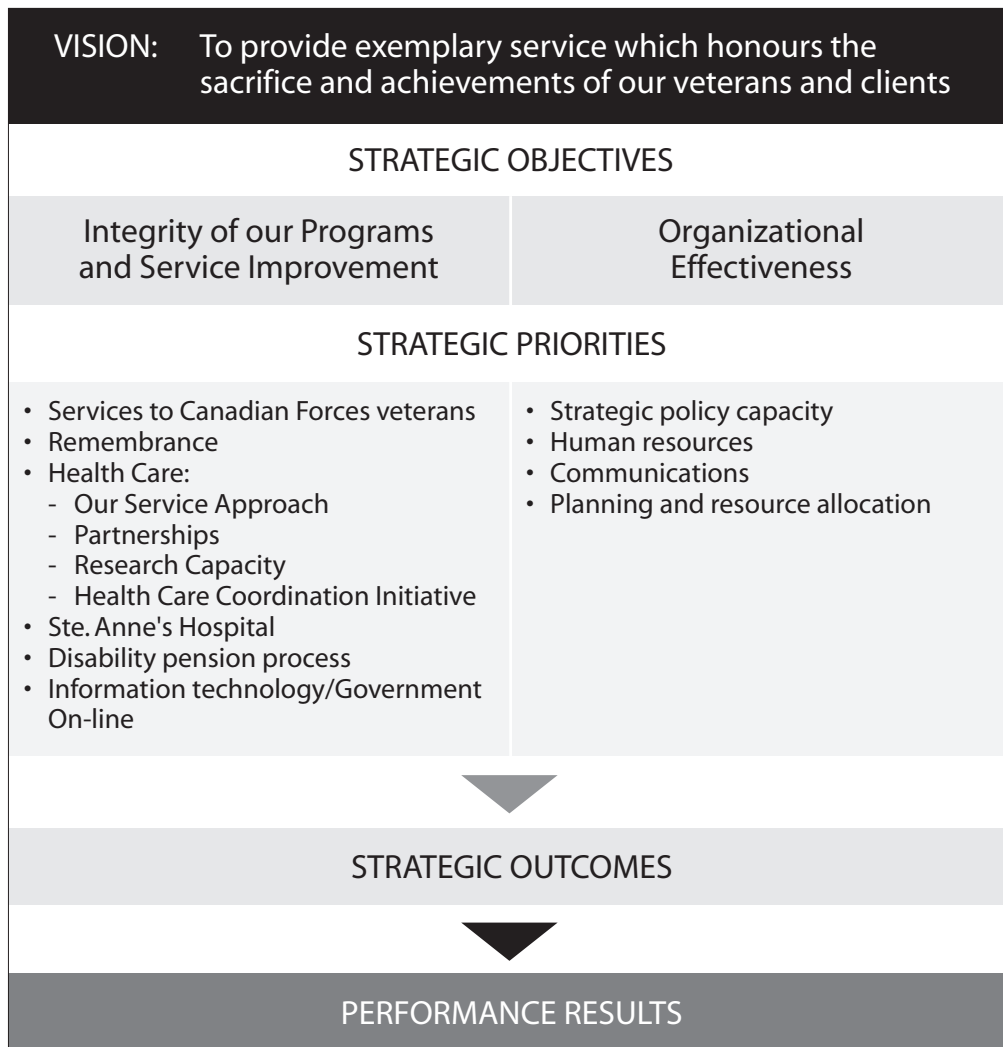 VISION: To provide exemplary service which honours the
sacrifice and achievements of our veterans and clients
STRATEGIC OBJECTIVES
Integrity of our Programs
and Service Improvement
Organizational
Effectiveness
STRATEGIC PRIORITIES
• Services to Canadian Forces veterans
• Remembrance
• Health Care:
- Our Service Approach
- Partnerships
- Research Capacity
- Health Care Coordination Initiative
• Ste. Anne's Hospital
• Disability pension process
• Information technology/Government
On-line
• Strategic policy capacity
• Human resources
• Communications
• Planning and resource allocation
STRATEGIC OUTCOMES
PERFORMANCE RESULTS